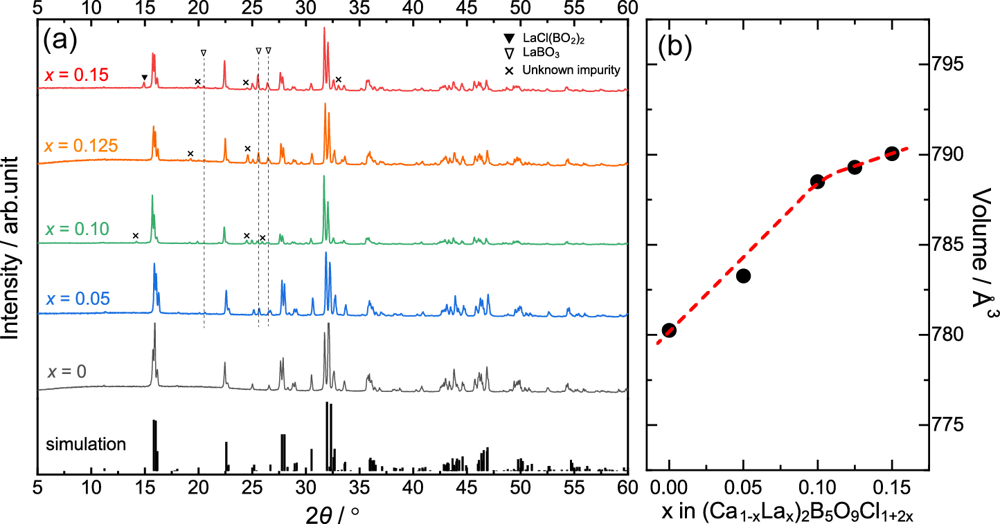 5 10 15 20 25 30 35 40 45 50 55 60
(a)
▼ LaCl(BO₂)₂
▽ LaBO₃
× Unknown impurity
x = 0.15
x = 0.125
x = 0.10
x = 0.05
x = 0
simulation
Intensity / arb.unit
5 10 15 20 25 30 35 40 45 50 55 60
2θ / °
(b)
795
790
785
780
775
Volume / Å³
0.00 0.05 0.10 0.15
x in (Ca₁₋ₓLaₓ)₂B₅O₉Cl₁₊₂ₓ